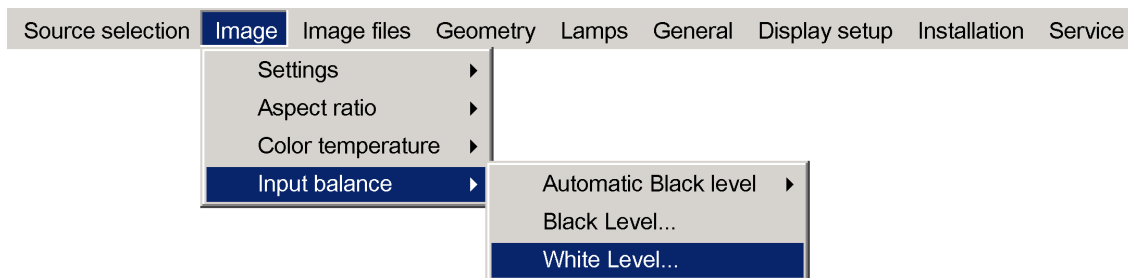 Source selection Image Image files Geometry Lamps General Display setup Installation Service
Settings
Aspect ratio
Color temperature
Input balance Automatic Black level
Black Level...
White Level...